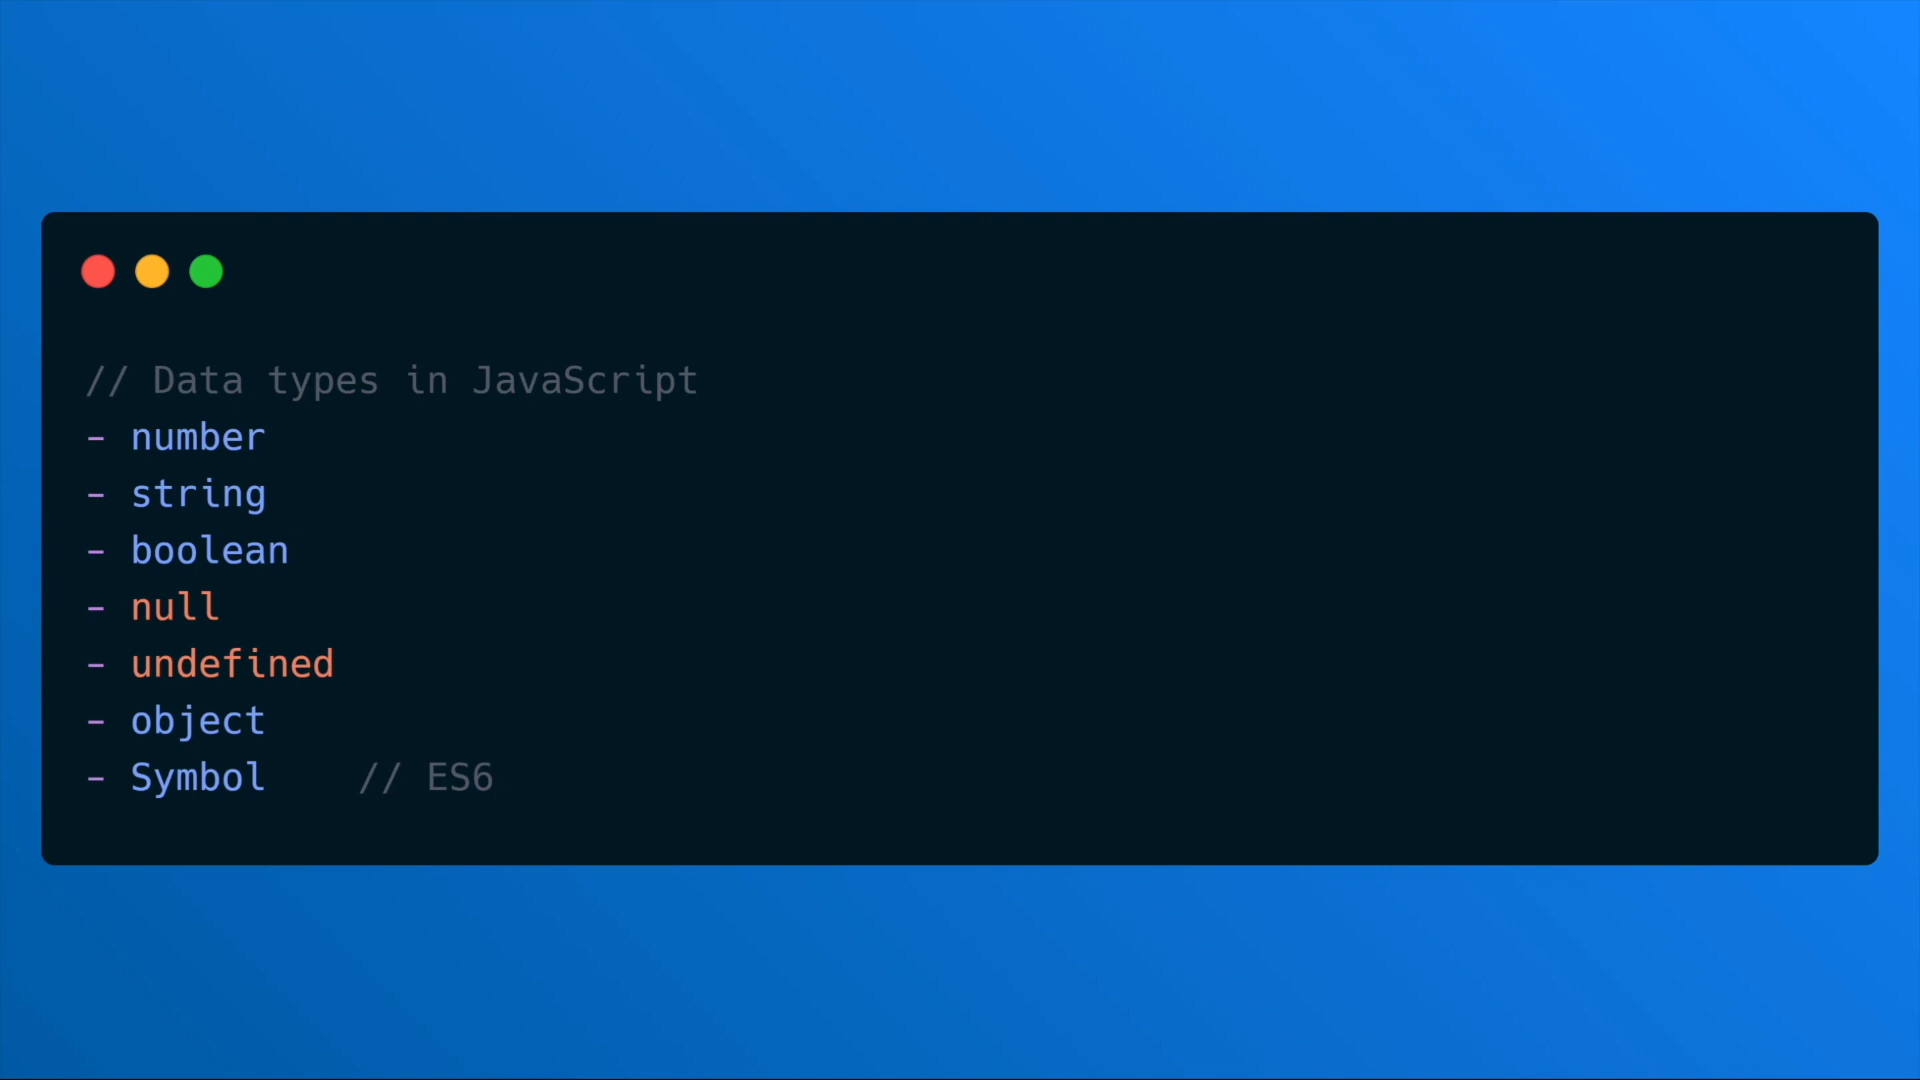 // Data types in JavaScript
- number
- string
- boolean
- null
- undefined
- object
- Symbol    // ES6